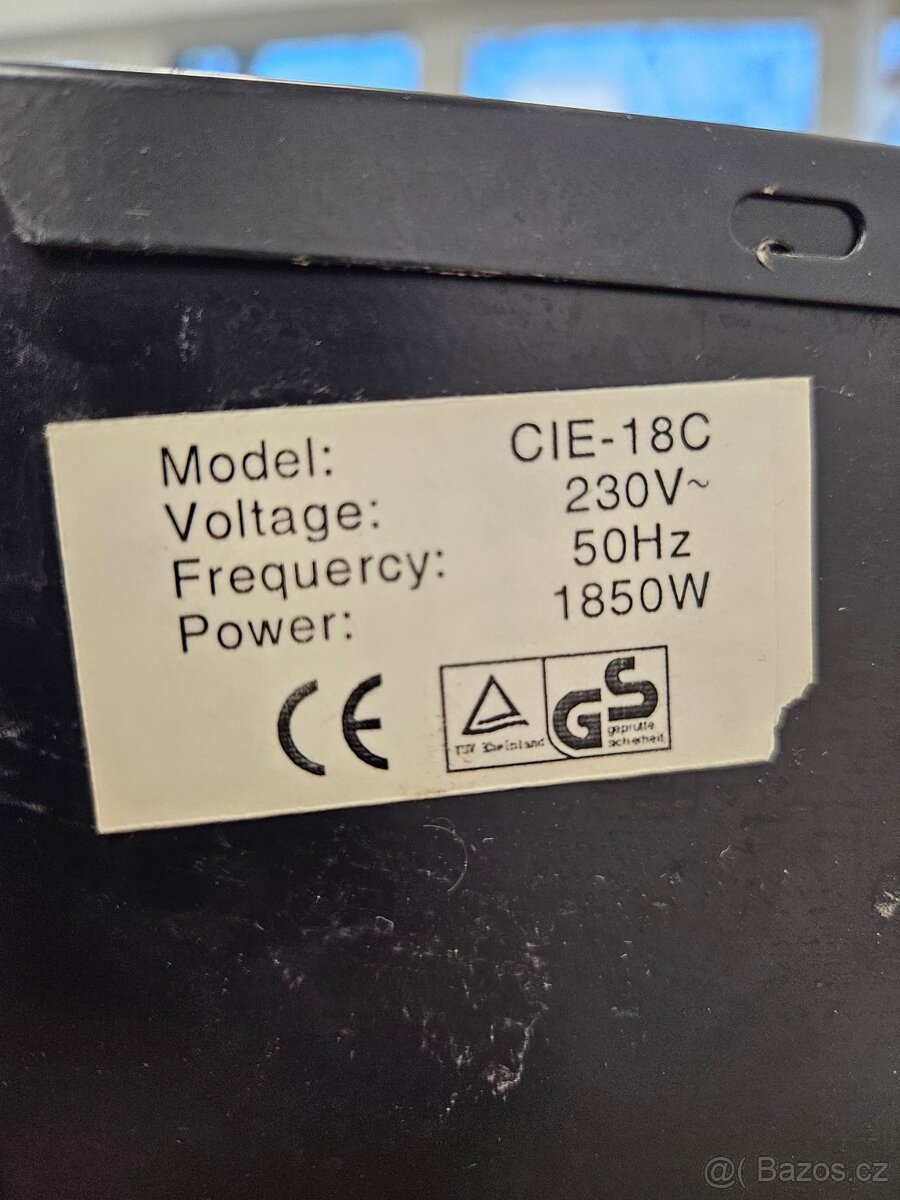 Model: CIE-18C
Voltage: 230V~
Frequercy: 50Hz
Power: 1850W
CE
TÜV Rheinland
GS
geprüfte
sicherheit
@( Bazos.cz